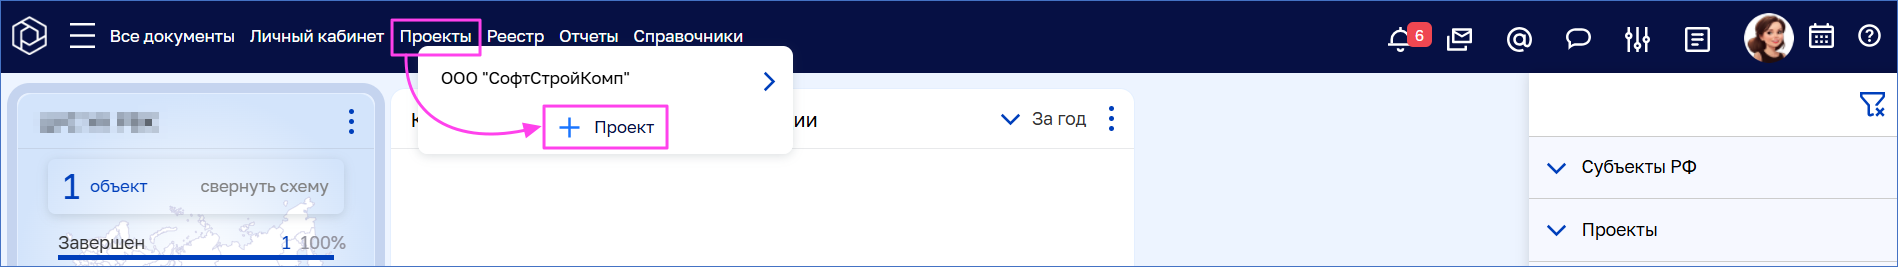 Все документы Личный кабинет Проекты Реестр Отчеты Справочники 6
ООО "СофтСтройКомп"
Проект
ии За год
1 объект свернуть схему
Субъекты РФ
Проекты
Завершен 1 100%